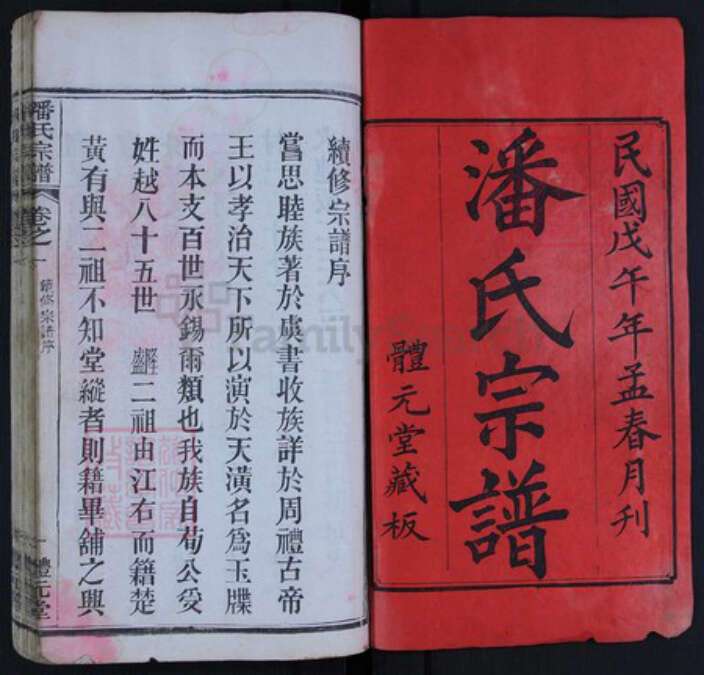 民國戊午年孟春月刊
潘氏宗譜
體元堂藏板
續修宗譜序
嘗思睦族著於虞書收族詳於周禮古帝
王以孝治天下所以演於天潢名爲玉牒
而本支百世永錫爾類也我族自荀公受
姓越八十五世 二祖由江右而籍楚
黃有與二祖不知堂縱者則籍畢舖之興
潘氏宗譜
卷之一
續修宗譜序
一
體元堂
FamilySearch